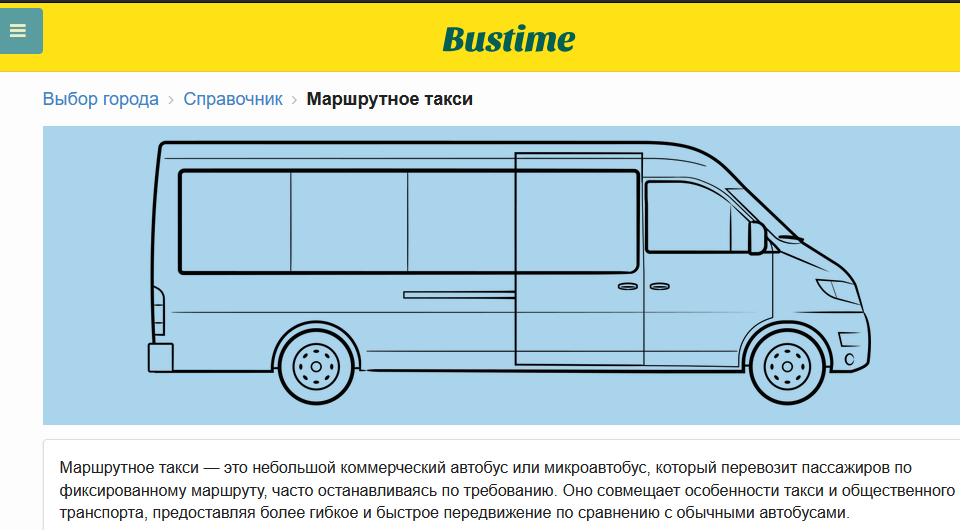 Bustime
Выбор города › Справочник › Маршрутное такси
Маршрутное такси — это небольшой коммерческий автобус или микроавтобус, который перевозит пассажиров по
фиксированному маршруту, часто останавливаясь по требованию. Оно совмещает особенности такси и общественного
транспорта, предоставляя более гибкое и быстрое передвижение по сравнению с обычными автобусами.